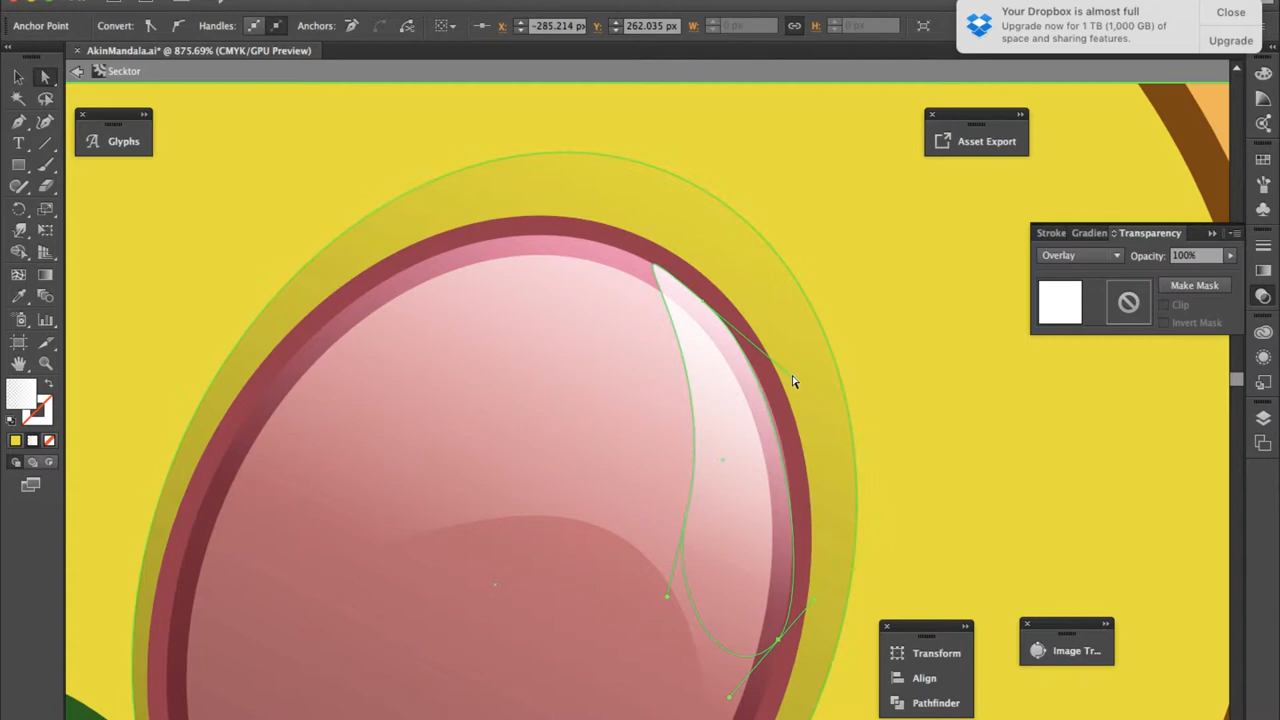 Anchor Point
Convert:
Handles:
Anchors:
X: -285.214 p
Y: 262.035 px
W: 0 px
H: 0 px
Your Dropbox is almost full
Upgrade now for 1 TB (1,000 GB) of
space and sharing features.
Close
Upgrade
× AkinMandala.ai* @ 875.69% (CMYK/GPU Preview)
Secktor
Glyphs
Asset Export
Stroke Gradien Transparency
Overlay
Opacity: 100%
Make Mask
Clip
Invert Mask
Transform
Align
Pathfinder
Image Tr...